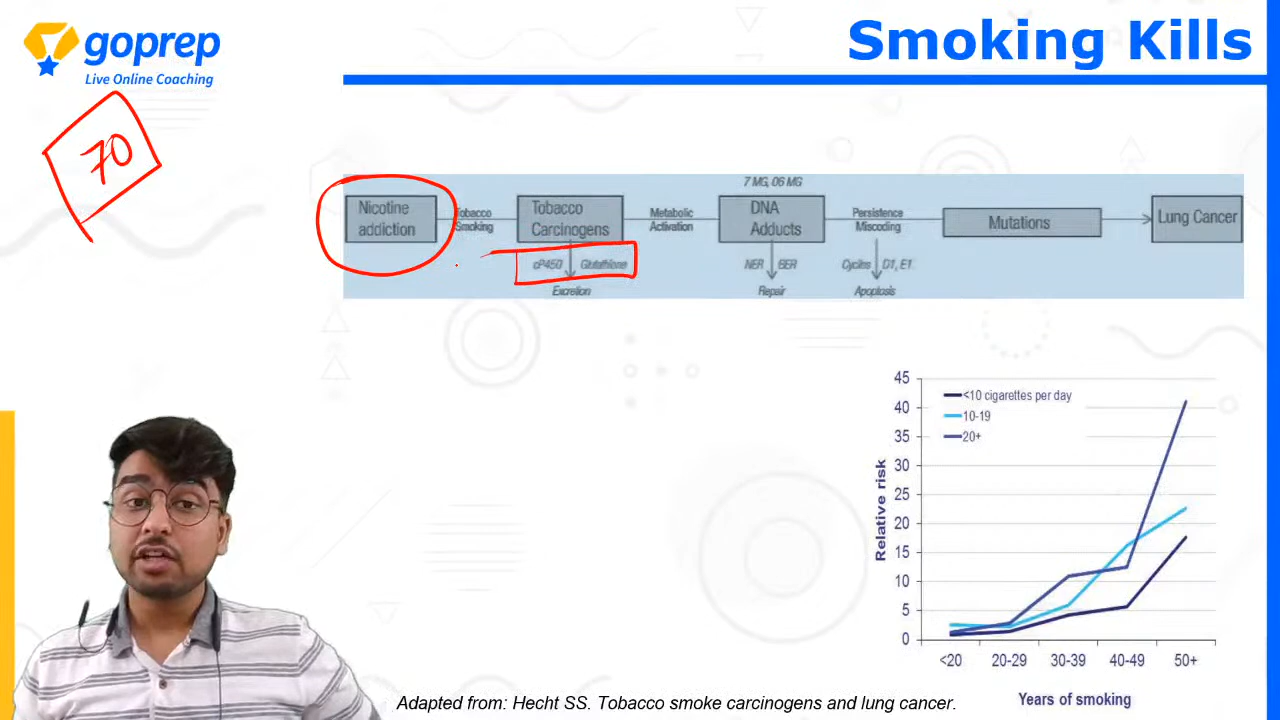 goprep
Live Online Coaching
Smoking Kills
70
7 MG, 06 MG
Nicotine
addiction
Tobacco
Smoking
Tobacco
Carcinogens
Metabolic
Activation
DNA
Adducts
Persistence
Miscoding
Mutations
Lung Cancer
cP450 Glutathione
Excretion
NER BER
Repair
Cyclins D1, E1
Apoptosis
45
40
35
30
25
20
15
10
5
0
<10 cigarettes per day
10-19
20+
Relative risk
<20 20-29 30-39 40-49 50+
Years of smoking
Adapted from: Hecht SS. Tobacco smoke carcinogens and lung cancer.